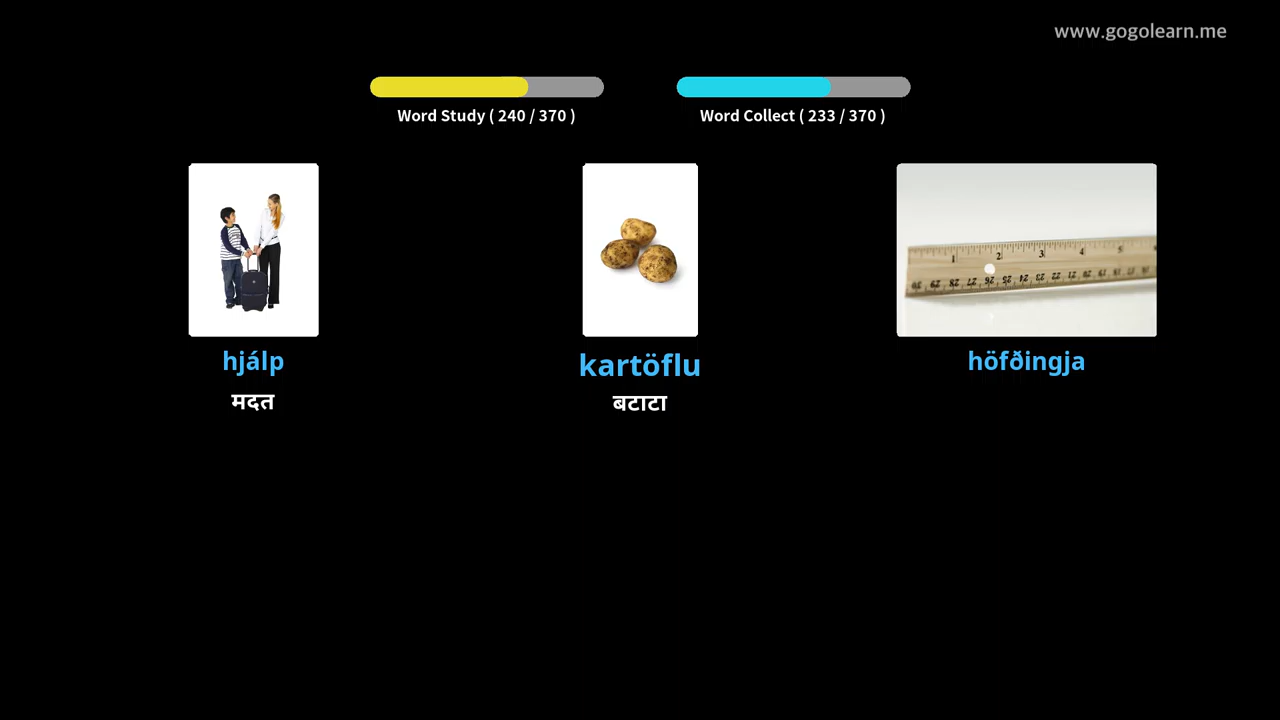 www.gogolearn.me
Word Study ( 240 / 370 )
Word Collect ( 233 / 370 )
hjálp
kartöflu
höfðingja
मदत
बटाटा